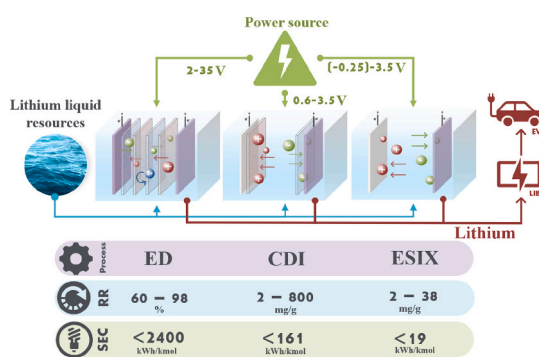 Power source
2-35 V
(-0.25)-3.5 V
0.6-3.5 V
Lithium liquid
resources
EV
LIB
Lithium
Process
ED
CDI
ESIX
RR
60 – 98
%
2 – 800
mg/g
2 – 38
mg/g
SEC
<2400
kWh/kmol
<161
kWh/kmol
<19
kWh/kmol